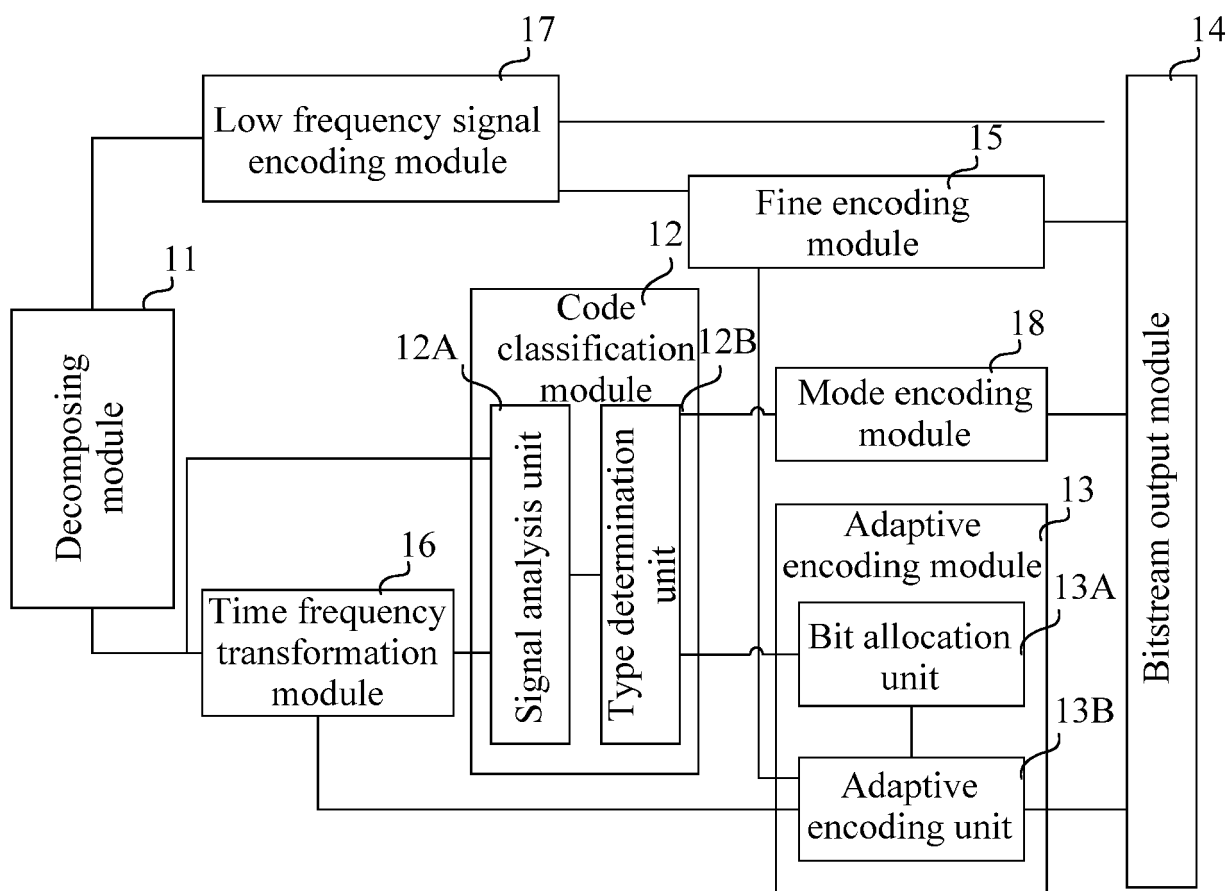 17
14
Low frequency signal
encoding module
15
Fine encoding
module
11
Decomposing
module
12
Code
classification
module
12A
12B
Signal analysis unit
Type determination
unit
18
Mode encoding
module
16
Time frequency
transformation
module
13
Adaptive
encoding module
13A
Bit allocation
unit
13B
Adaptive
encoding unit
Bitstream output module